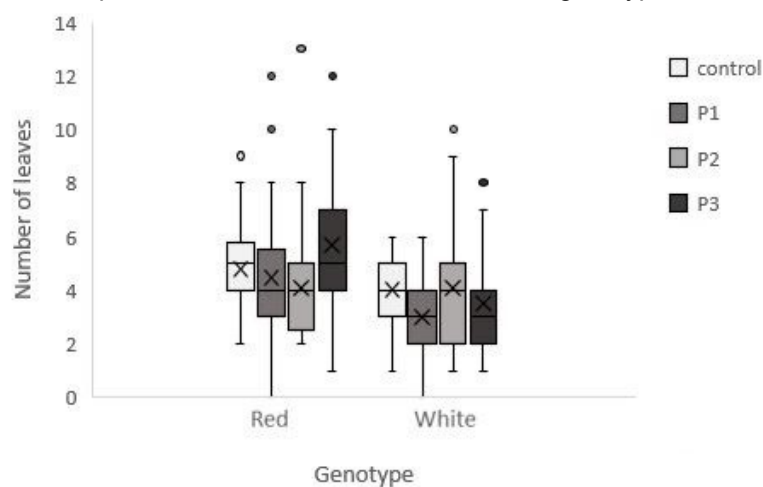 14
12
10
8
6
4
2
0
Number of leaves
Red
White
Genotype
control
P1
P2
P3